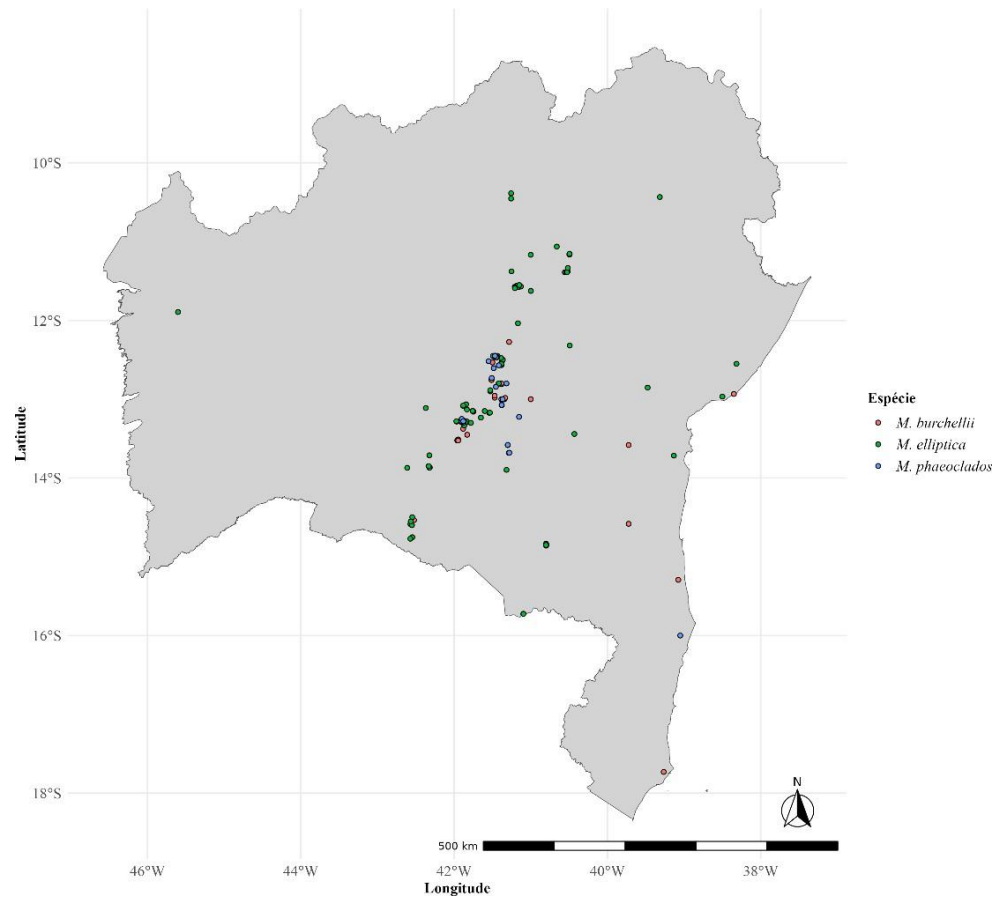 10°S
12°S
14°S
16°S
18°S
Latitude
Espécie
M. burchellii
M. elliptica
M. phaeoclados
N
500 km
46°W
44°W
42°W
40°W
38°W
Longitude